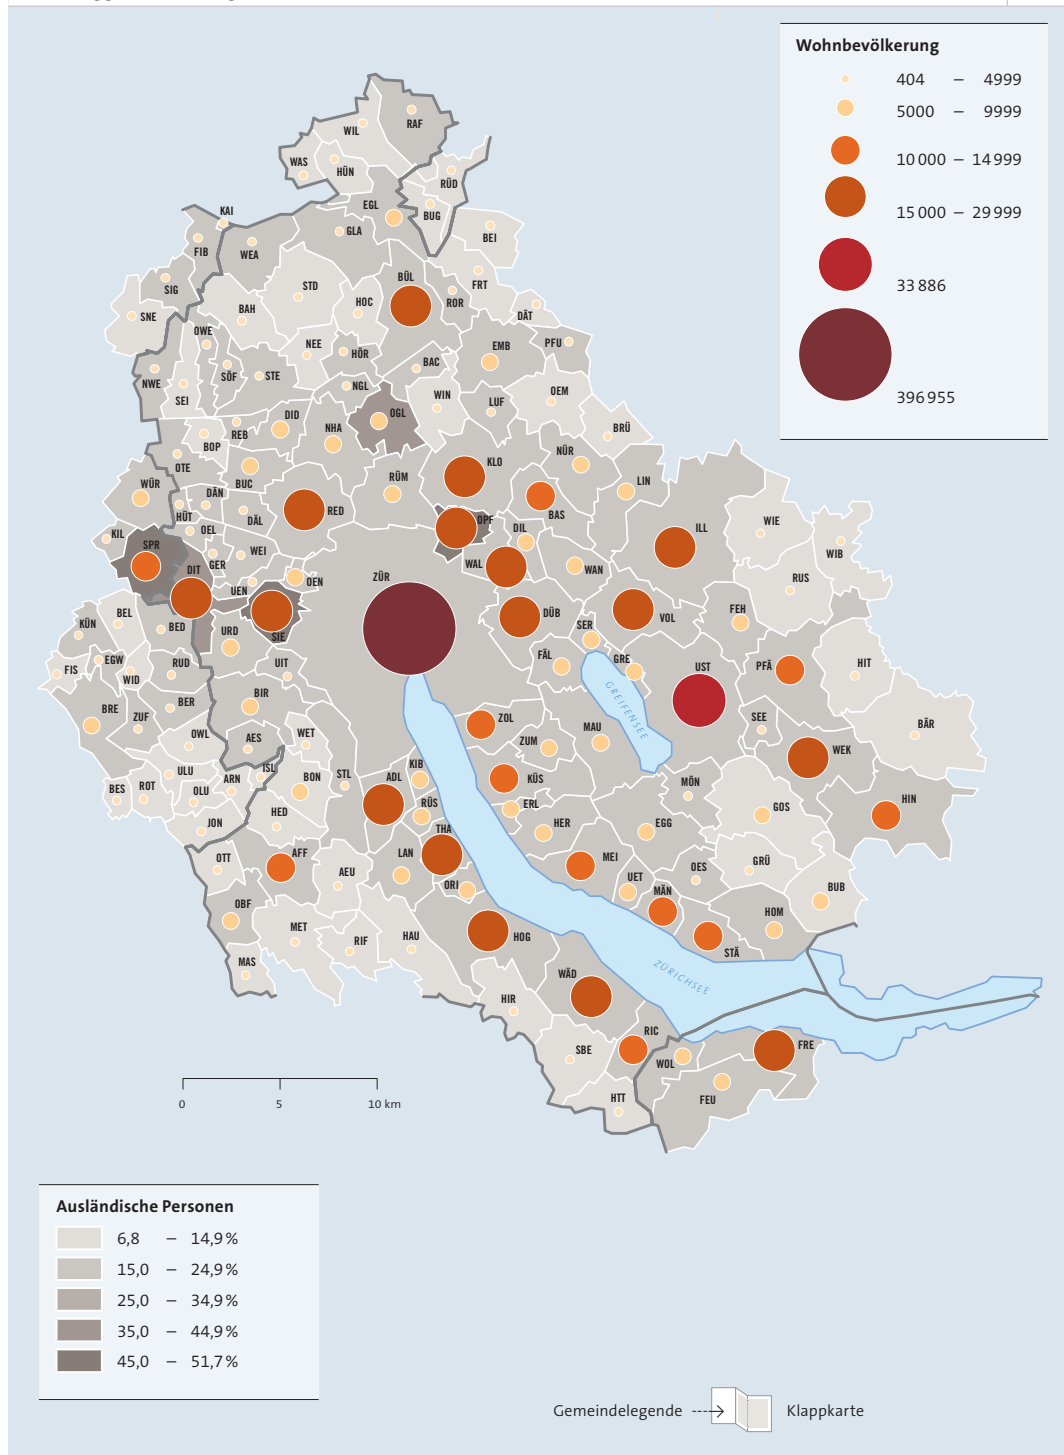 Wohnbevölkerung
404 – 4999
5000 – 9999
10 000 – 14 999
15 000 – 29 999
33 886
396 955
RAF
WIL
WAS
HÜN
RÜD
EGL
BUG
KAI
GLA
BEI
FIB
WEA
BÜL
SIG
STD
FRT
HOC
ROR
SNE
BAH
DÄT
OWE
NEE
HÖR
EMB
PFU
BAC
NWE
SÖF
STE
NGL
SEI
WIN
LUF
OEM
OGL
DID
NHA
BRÜ
REB
BOP
NÜR
KLO
OTE
WÜR
BUC
RÜM
LIN
DÄN
HÜT
DÄL
RED
BAS
OPF
ILL
WIE
DIL
KIL
SPR
OEL
WEI
WIB
GER
WAL
WAN
DIT
OEN
ZÜR
RUS
UEN
BEL
DÜB
VOL
FEH
KÜN
BED
URD
SIE
SER
FÄL
GRE
UST
PFÄ
HIT
FIS
EGW
WID
RUD
UIT
GREIFENSEE
BRE
ZUF
BER
BIR
ZOL
SEE
BÄR
OWL
AES
WET
ZUM
MAU
WEK
ULU
ISL
KIB
BES
ROT
OLU
ARN
BON
STL
ADL
KÜS
MÖN
HIN
JON
HED
RÜS
ERL
HER
EGG
GOS
THA
OTT
AFF
AEU
LAN
ORI
MEI
UET
OES
GRÜ
BUB
MÄN
OBF
HOM
MET
RIF
HAU
HOG
STÄ
MAS
ZÜRICHSEE
WÄD
HIR
RIC
SBE
WOL
FRE
HTT
FEU
0 5 10 km
Ausländische Personen
6,8 – 14,9 %
15,0 – 24,9 %
25,0 – 34,9 %
35,0 – 44,9 %
45,0 – 51,7 %
Gemeindelegende
Klappkarte